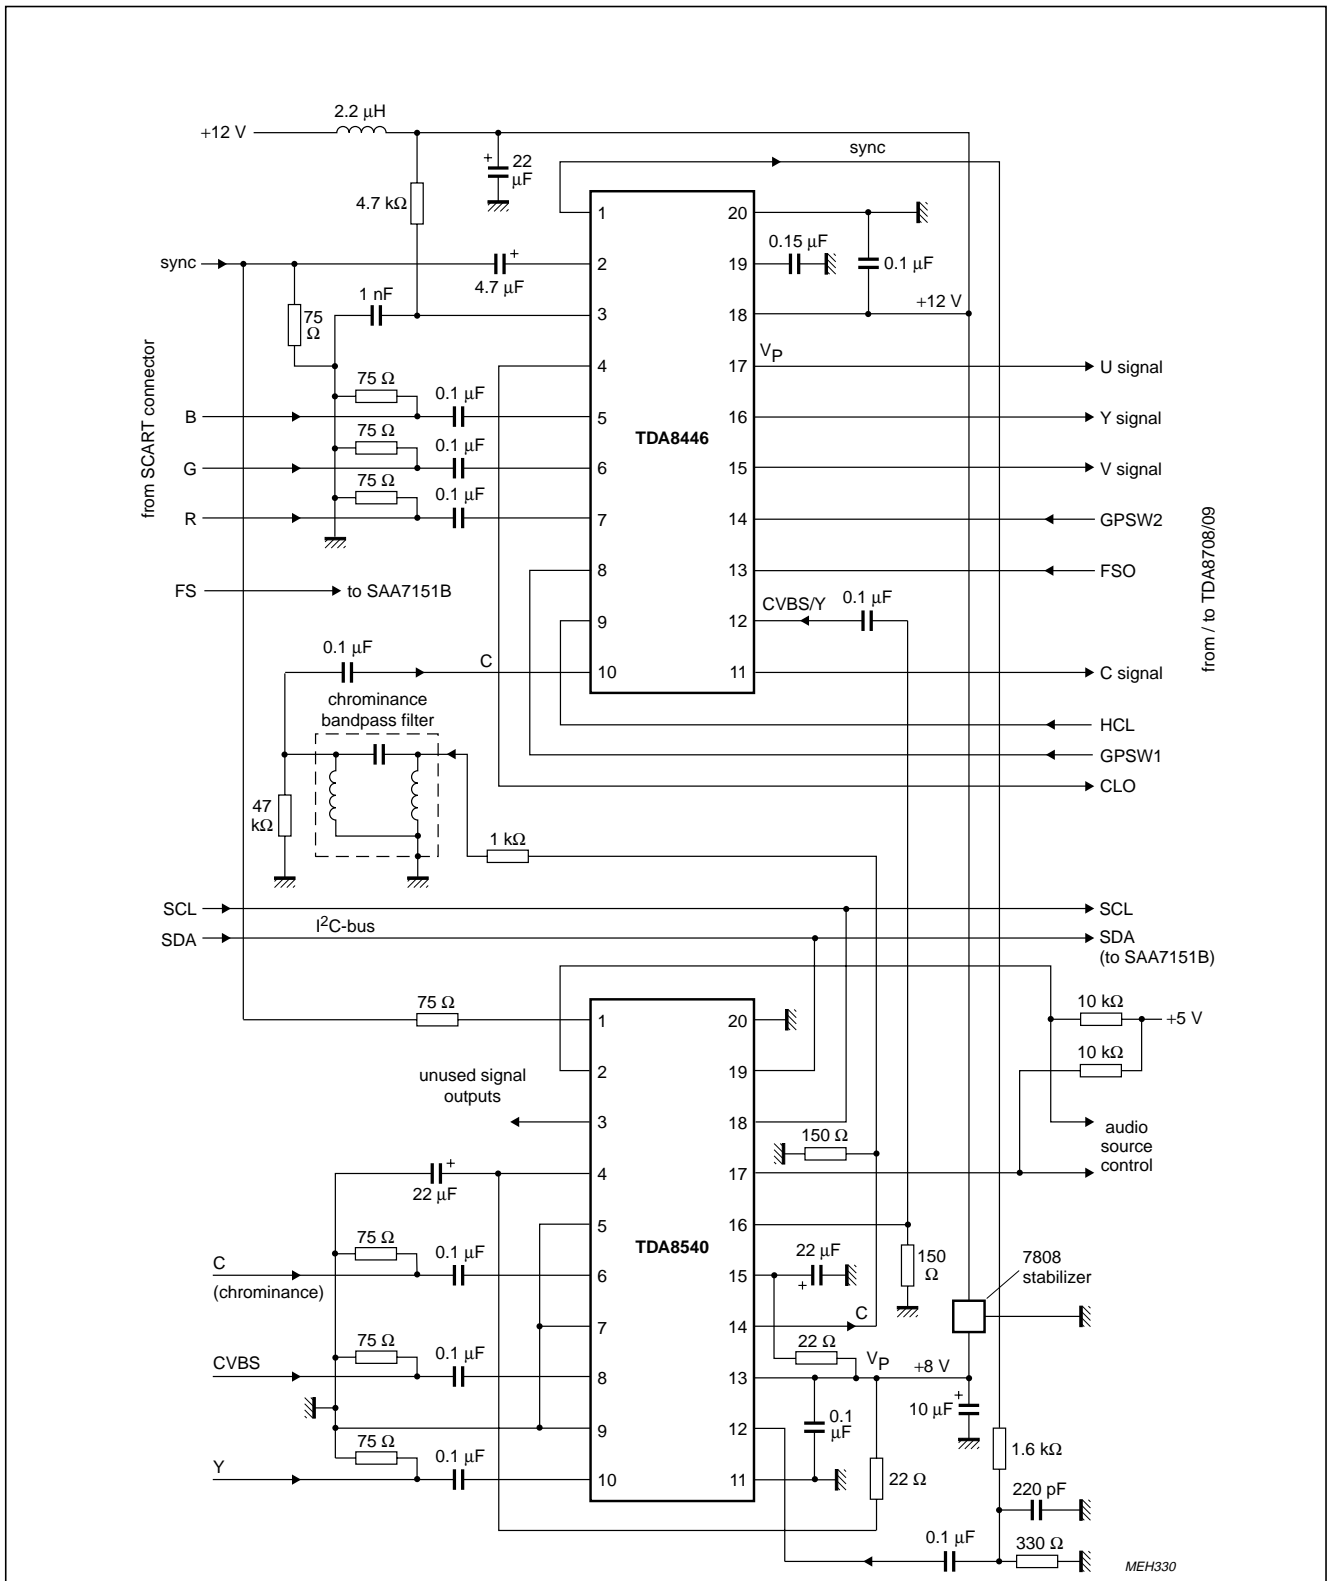 2.2 μH
+12 V
sync
+
22
μF
4.7 kΩ
1
20
0.15 μF
sync
+
2
19
4.7 μF
0.1 μF
1 nF
75
Ω
3
18
+12 V
VP
from SCART connector
4
17
U signal
75 Ω
0.1 μF
B
5
16
Y signal
TDA8446
75 Ω
0.1 μF
G
6
15
V signal
75 Ω
0.1 μF
R
7
14
GPSW2
from / to TDA8708/09
8
13
FSO
FS
to SAA7151B
CVBS/Y
0.1 μF
9
12
0.1 μF
C
10
11
C signal
chrominance
bandpass filter
HCL
GPSW1
CLO
47
kΩ
1 kΩ
SCL
SCL
I2C-bus
SDA
SDA
(to SAA7151B)
75 Ω
10 kΩ
1
20
+5 V
10 kΩ
2
19
unused signal
outputs
3
18
audio
source
control
150 Ω
+
4
17
22 μF
5
16
75 Ω
0.1 μF
TDA8540
22 μF
150
Ω
7808
stabilizer
C
(chrominance)
6
15
+
7
14
C
75 Ω
0.1 μF
22 Ω
VP
+8 V
CVBS
8
13
+
10 μF
0.1
μF
9
12
75 Ω
1.6 kΩ
0.1 μF
Y
10
11
22 Ω
220 pF
0.1 μF
330 Ω
MEH330